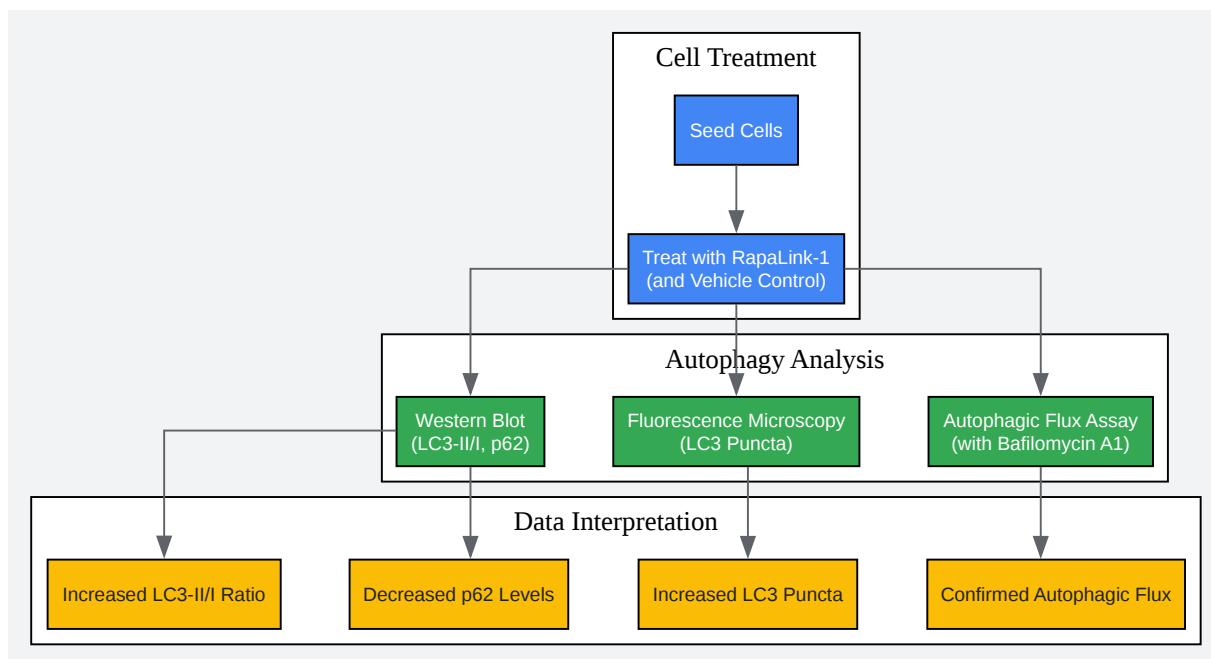 Cell Treatment
Seed Cells
Treat with RapaLink-1
(and Vehicle Control)
Autophagy Analysis
Western Blot
(LC3-II/I, p62)
Fluorescence Microscopy
(LC3 Puncta)
Autophagic Flux Assay
(with Bafilomycin A1)
Data Interpretation
Increased LC3-II/I Ratio
Decreased p62 Levels
Increased LC3 Puncta
Confirmed Autophagic Flux